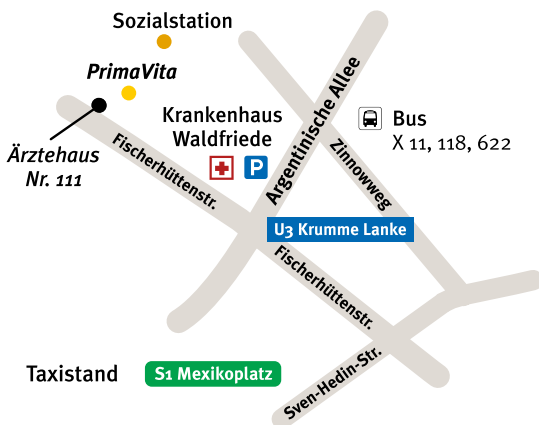 Sozialstation
PrimaVita
Krankenhaus
Waldfriede
Ärztehaus
Nr. 111
Fischerhüttenstr.
Argentinische Allee
Bus
X 11, 118, 622
Zinnowweg
P
U3 Krumme Lanke
Fischerhüttenstr.
Taxistand
S1 Mexikoplatz
Sven-Hedin-Str.